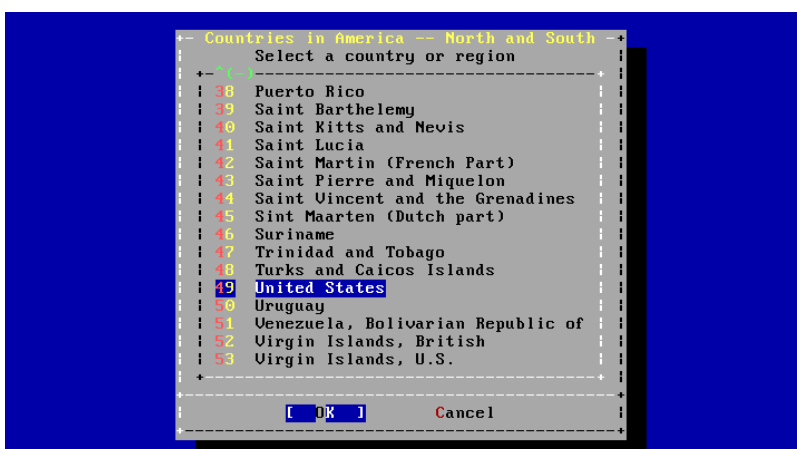 Countries in America -- North and South
Select a country or region
^(-)
38 Puerto Rico
39 Saint Barthelemy
40 Saint Kitts and Nevis
41 Saint Lucia
42 Saint Martin (French Part)
43 Saint Pierre and Miquelon
44 Saint Vincent and the Grenadines
45 Sint Maarten (Dutch part)
46 Suriname
47 Trinidad and Tobago
48 Turks and Caicos Islands
49 United States
50 Uruguay
51 Venezuela, Bolivarian Republic of
52 Virgin Islands, British
53 Virgin Islands, U.S.
[ OK ] Cancel